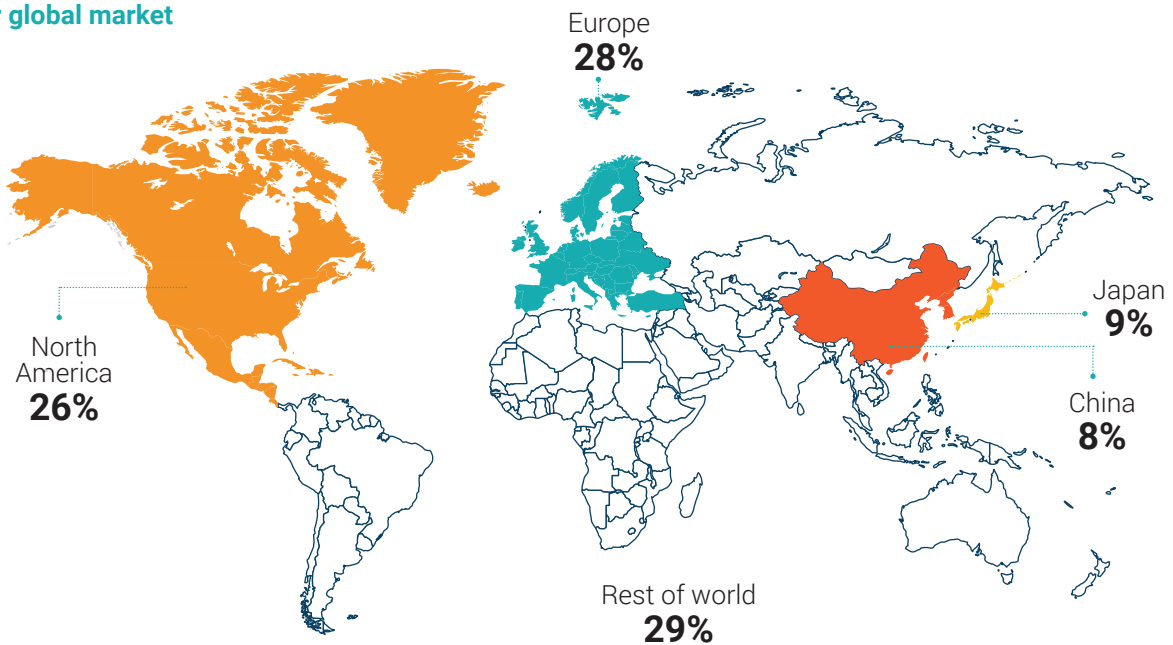 global market
Europe
28%
North
America
26%
Japan
9%
China
8%
Rest of world
29%